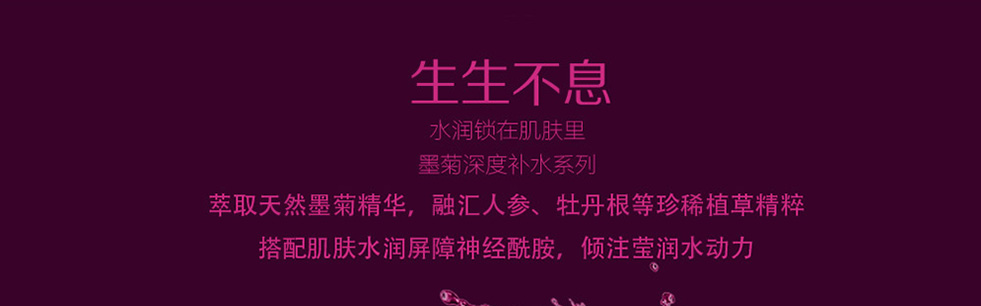 生生不息
水润锁在肌肤里
墨菊深度补水系列
萃取天然墨菊精华，融汇人参、牡丹根等珍稀植草精粹
搭配肌肤水润屏障神经酰胺，倾注莹润水动力